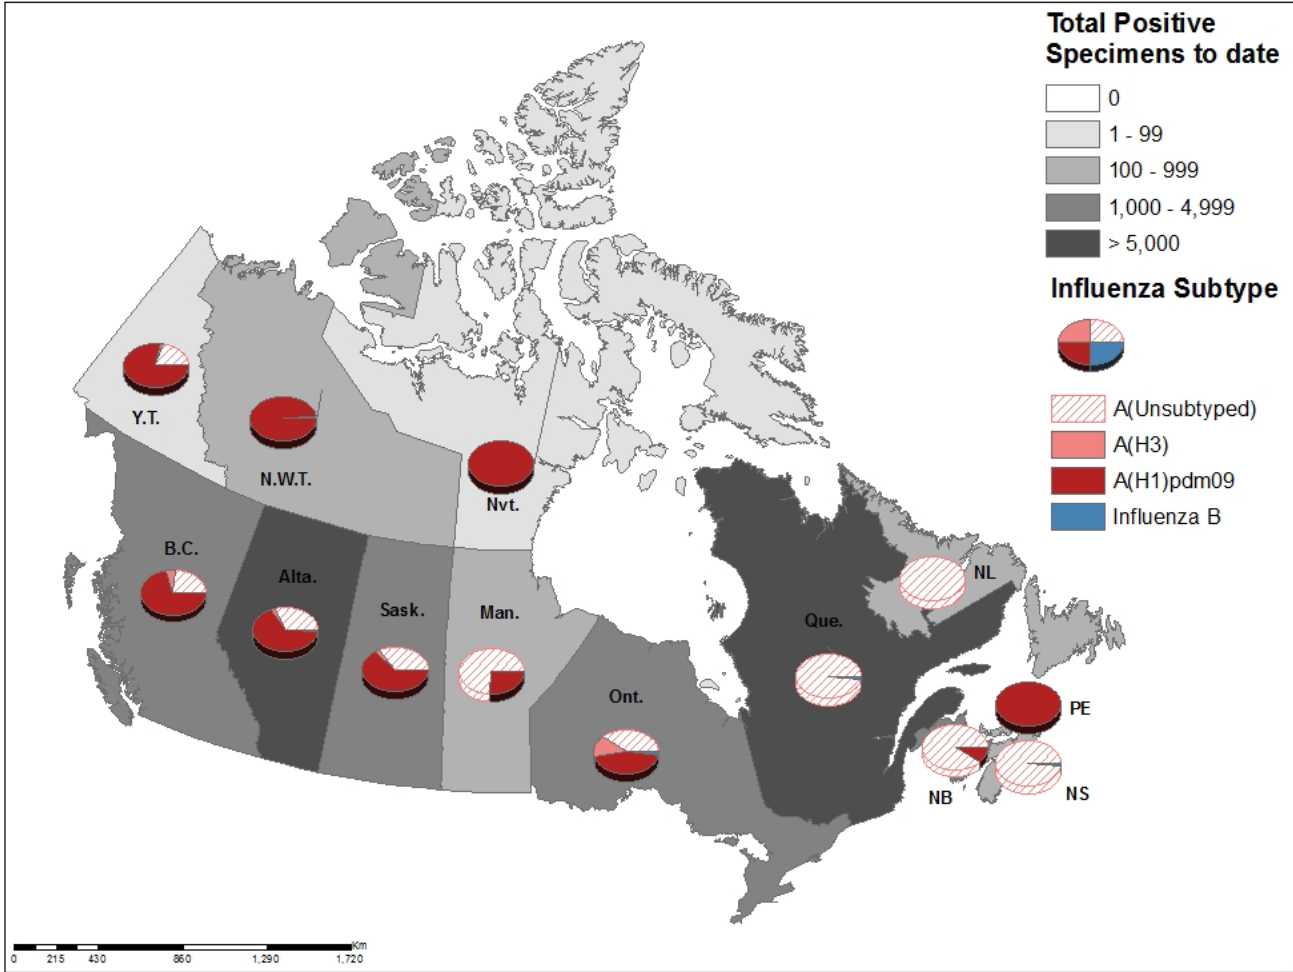 Total Positive
Specimens to date
0
1 - 99
100 - 999
1,000 - 4,999
> 5,000
Influenza Subtype
A(Unsubtyped)
A(H3)
A(H1)pdm09
Influenza B
Y.T.
N.W.T.
Nvt.
B.C.
Alta.
Sask.
Man.
Ont.
Que.
NL
PE
NB
NS
Km
0 215 430 860 1,290 1,720